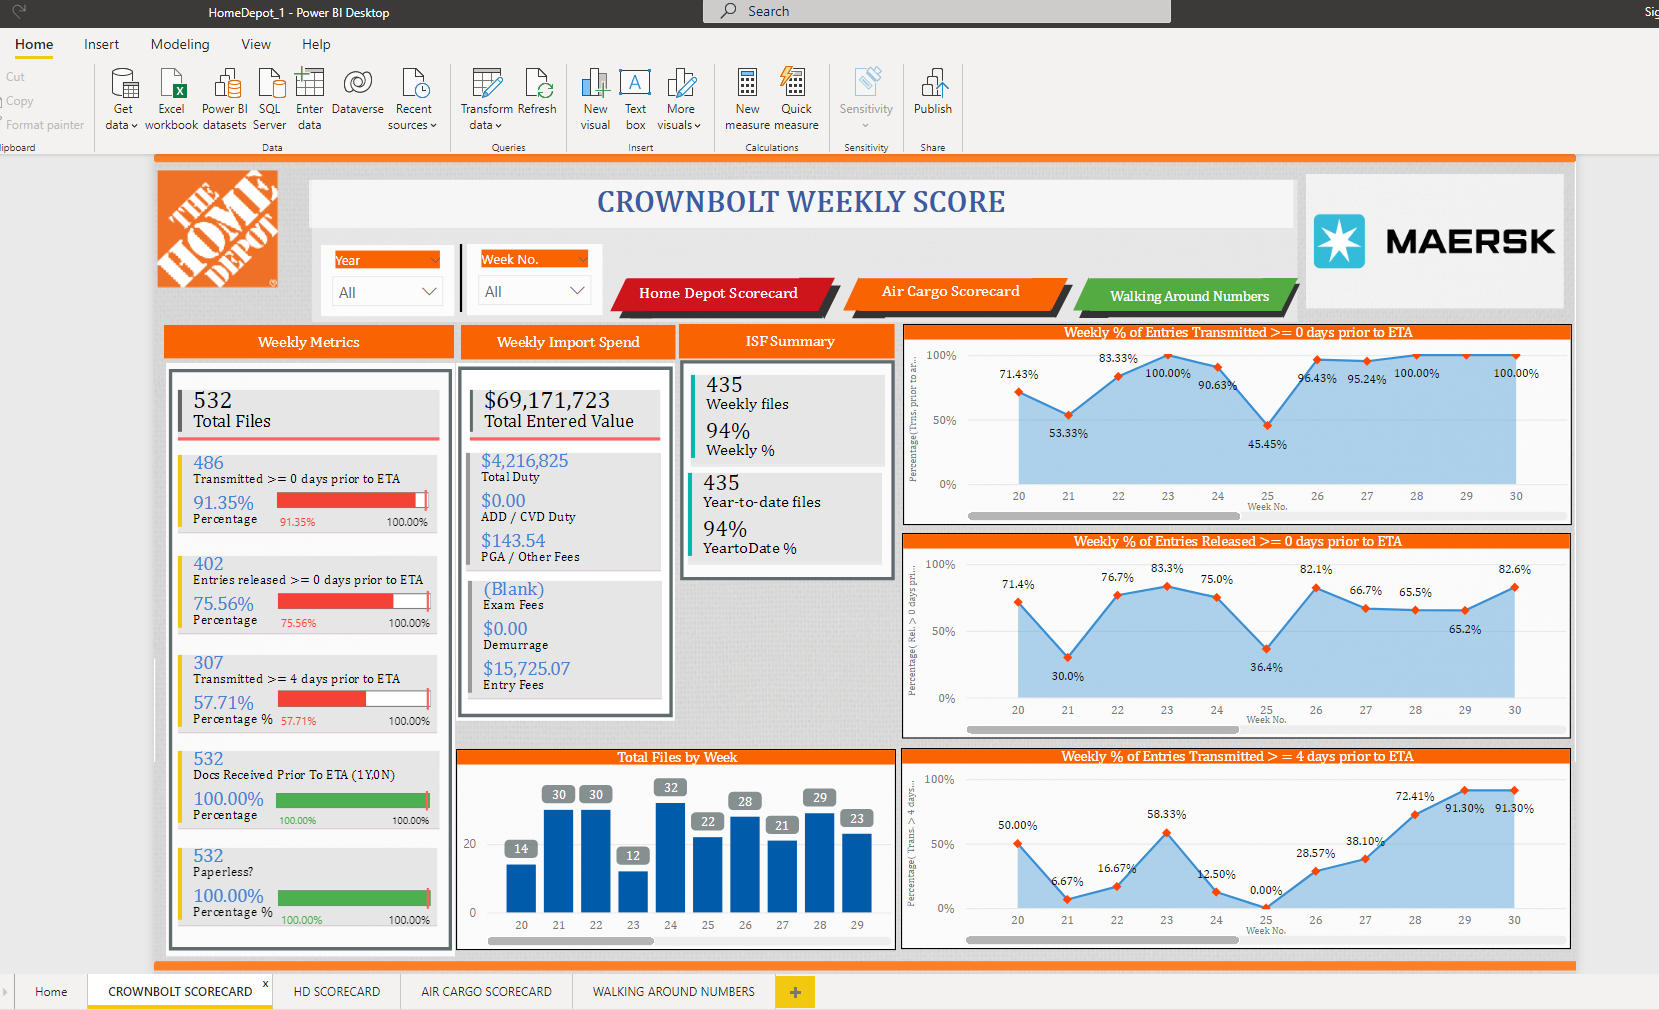 HomeDepot_1 - Power BI Desktop
Search
Home Insert Modeling View Help
Cut
Copy
Format painter
Get data
Excel workbook
Power BI datasets
SQL Server
Enter data
Dataverse
Recent sources
Transform data
Refresh
New visual
Text box
More visuals
New measure
Quick measure
Sensitivity
Publish
Data
Queries
Insert
Calculations
Sensitivity
Share
THE HOME DEPOT
CROWNBOLT WEEKLY SCORE
MAERSK
Year
All
Week No.
All
Home Depot Scorecard
Air Cargo Scorecard
Walking Around Numbers
Weekly Metrics
532
Total Files
486
Transmitted >= 0 days prior to ETA
91.35%
Percentage
91.35% 100.00%
402
Entries released >= 0 days prior to ETA
75.56%
Percentage
75.56% 100.00%
307
Transmitted >= 4 days prior to ETA
57.71%
Percentage %
57.71% 100.00%
532
Docs Received Prior To ETA (1Y,0N)
100.00%
Percentage
100.00% 100.00%
532
Paperless?
100.00%
Percentage %
100.00% 100.00%
Weekly Import Spend
$69,171,723
Total Entered Value
$4,216,825
Total Duty
$0.00
ADD / CVD Duty
$143.54
PGA / Other Fees
(Blank)
Exam Fees
$0.00
Demurrage
$15,725.07
Entry Fees
ISF Summary
435
Weekly files
94%
Weekly %
435
Year-to-date files
94%
YeartoDate %
Total Files by Week
14 30 30 12 32 22 28 21 29 23
20
0
20 21 22 23 24 25 26 27 28 29
Weekly % of Entries Transmitted >= 0 days prior to ETA
Percentage(Trns. prior to ar...
100%
50%
0%
71.43% 53.33% 83.33% 100.00% 90.63% 45.45% 96.43% 95.24% 100.00% 100.00%
20 21 22 23 24 25 26 27 28 29 30
Week No.
Weekly % of Entries Released >= 0 days prior to ETA
Percentage( Rel. > 0 days pri...
100%
50%
0%
71.4% 30.0% 76.7% 83.3% 75.0% 36.4% 82.1% 66.7% 65.5% 65.2% 82.6%
20 21 22 23 24 25 26 27 28 29 30
Week No.
Weekly % of Entries Transmitted > = 4 days prior to ETA
Percentage( Trans. > 4 days...
100%
50%
0%
50.00% 6.67% 16.67% 58.33% 12.50% 0.00% 28.57% 38.10% 72.41% 91.30% 91.30%
20 21 22 23 24 25 26 27 28 29 30
Week No.
Home
CROWNBOLT SCORECARD x
HD SCORECARD
AIR CARGO SCORECARD
WALKING AROUND NUMBERS
+